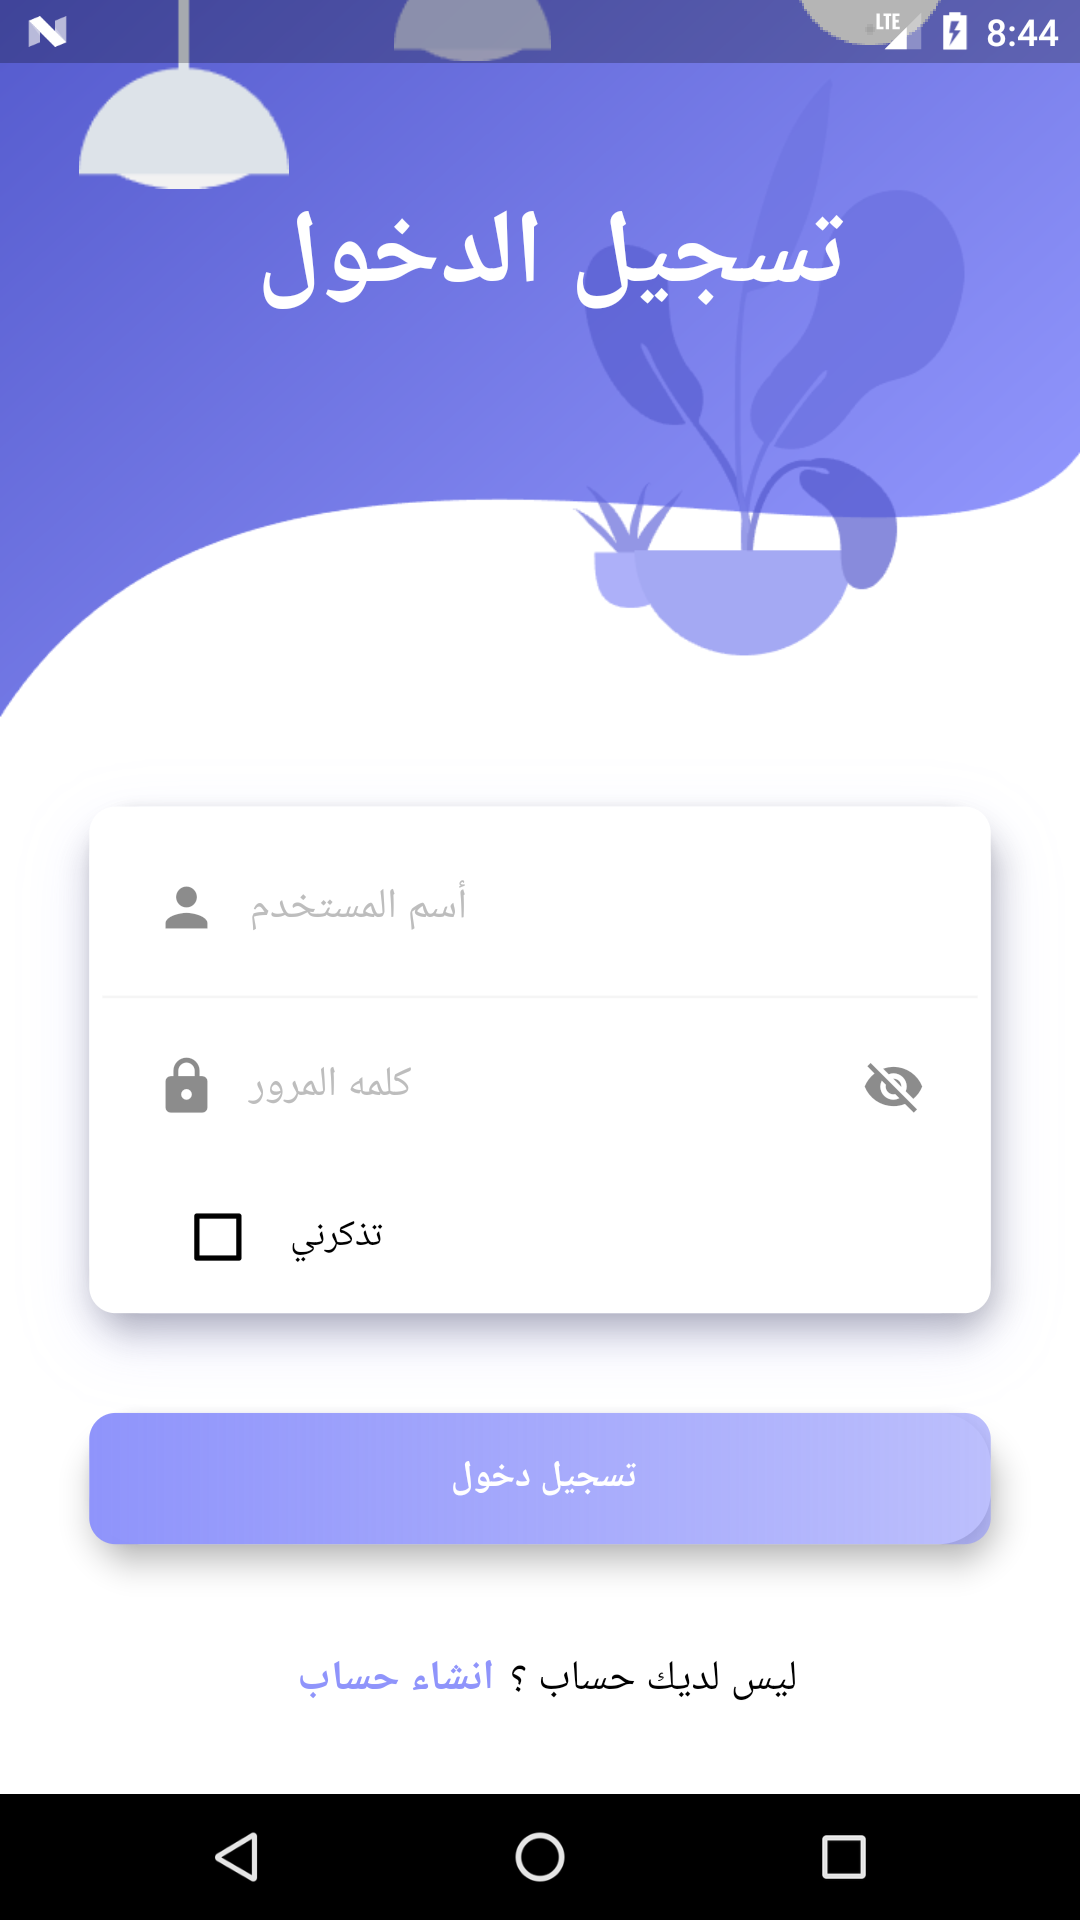 LTE 8:44
تسجيل الدخول
أسم المستخدم
كلمه المرور
تذكرني
تسجيل دخول
ليس لديك حساب ؟ انشاء حساب